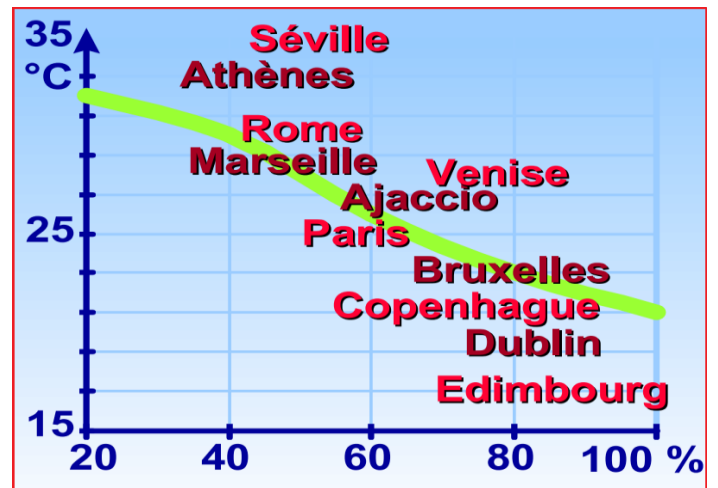 35
°C
Séville
Athènes
Rome
Marseille
Venise
Ajaccio
25
Paris
Bruxelles
Copenhague
Dublin
Edimbourg
15
20 40 60 80 100 %